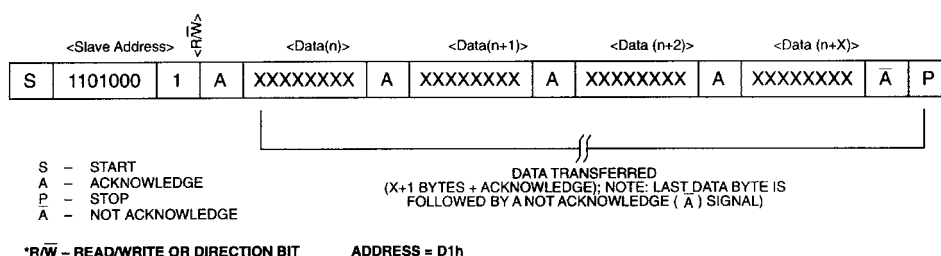 <Slave Address> <R/W̅> <Data(n)> <Data(n+1)> <Data (n+2)> <Data (n+X)>
S 1101000 1 A XXXXXXXX A XXXXXXXX A XXXXXXXX A XXXXXXXX A̅ P
S – START
A – ACKNOWLEDGE
P – STOP
A̅ – NOT ACKNOWLEDGE
DATA TRANSFERRED
(X+1 BYTES + ACKNOWLEDGE); NOTE: LAST DATA BYTE IS
FOLLOWED BY A NOT ACKNOWLEDGE ( A̅ ) SIGNAL)
*R/W̅ – READ/WRITE OR DIRECTION BIT ADDRESS = D1h